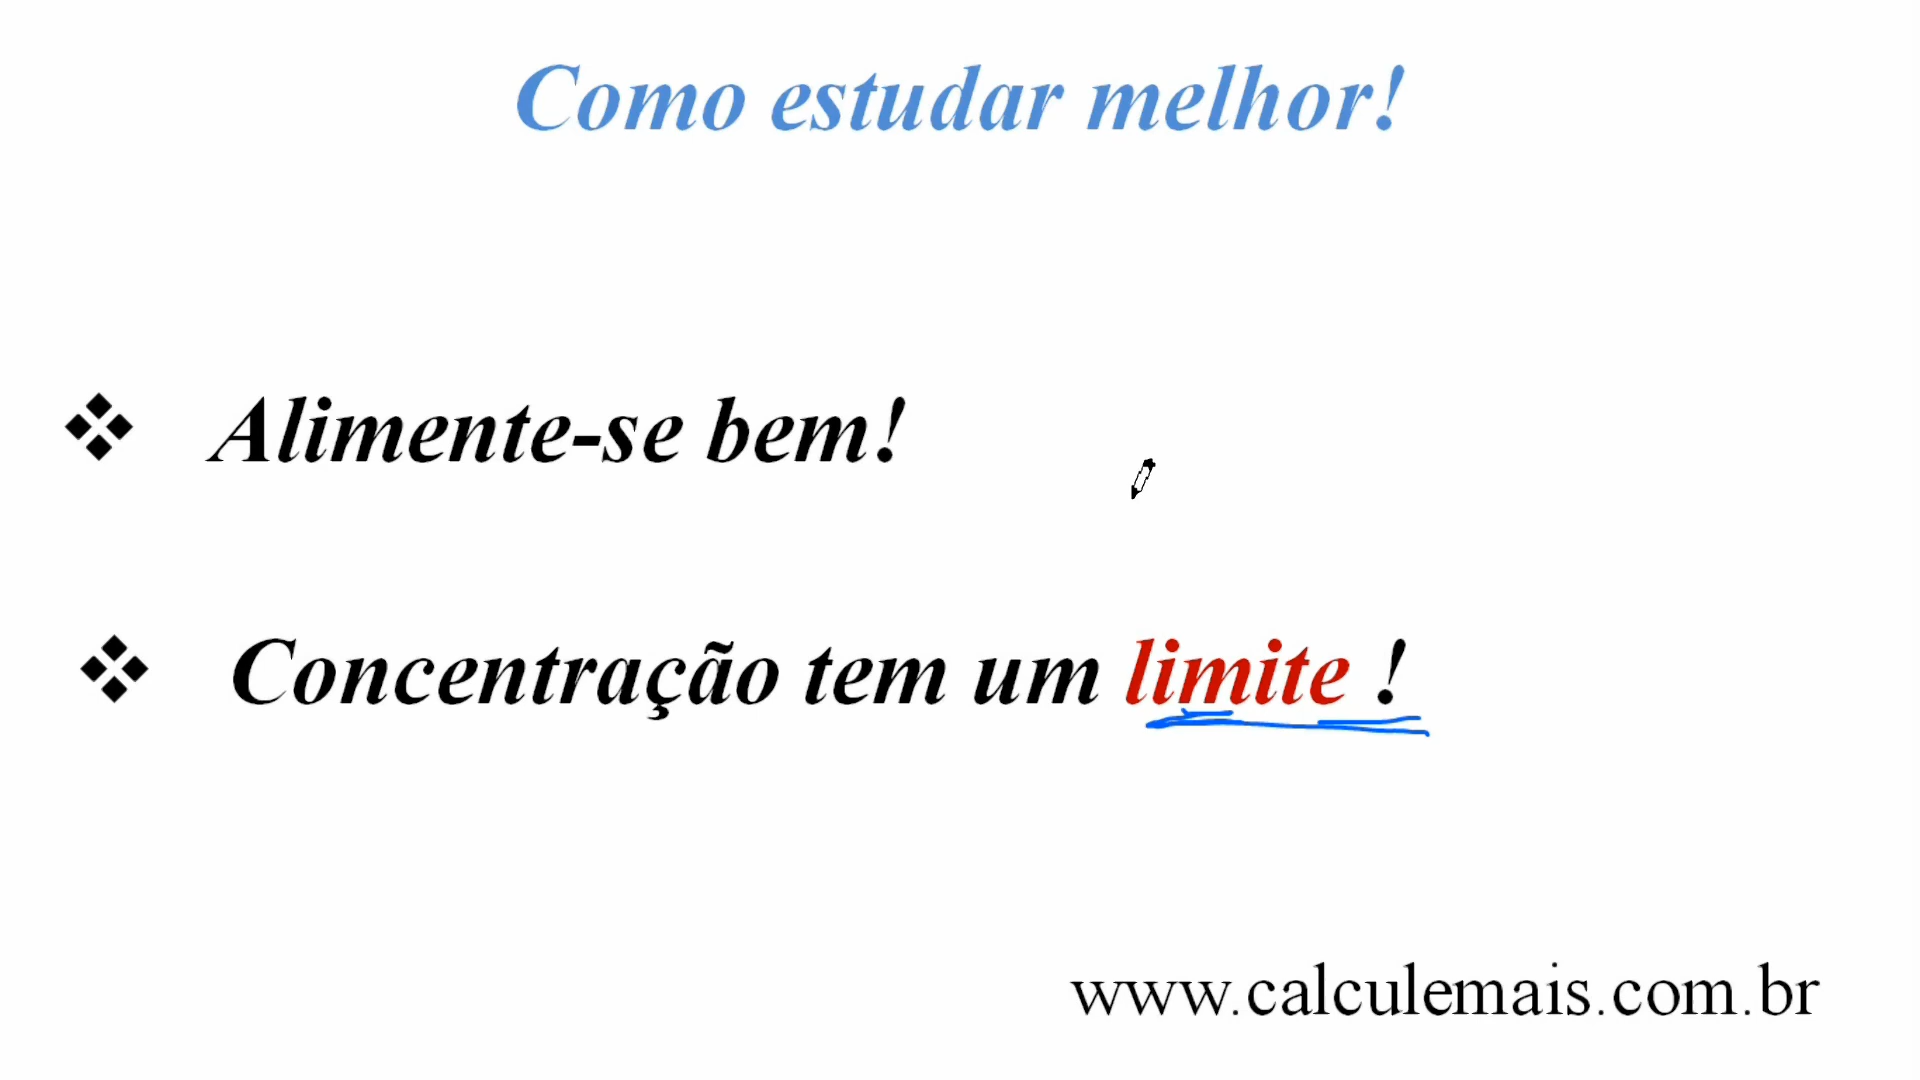 Como estudar melhor!
Alimente-se bem!
Concentração tem um limite !
www.calculemais.com.br